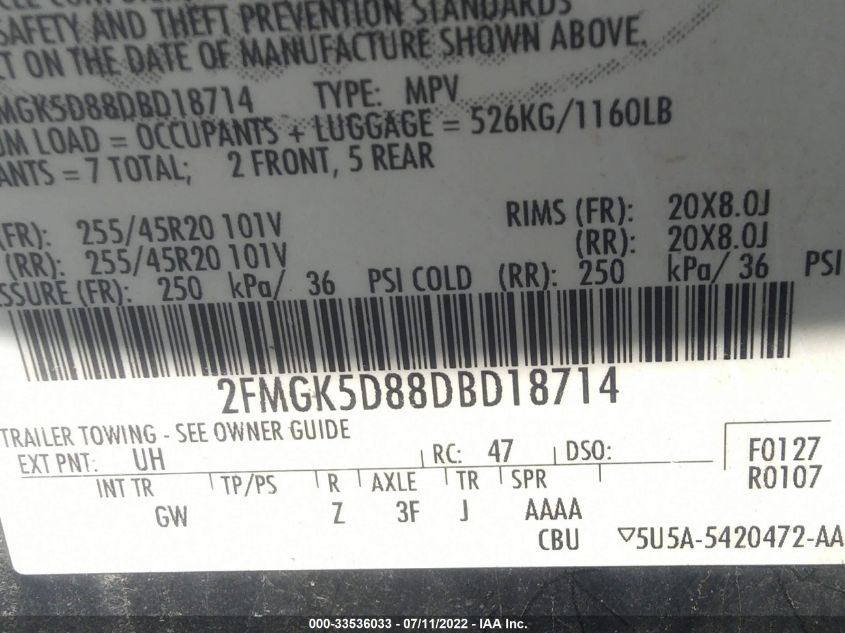 SAFETY AND THEFT PREVENTION STANDARDS
ON THE DATE OF MANUFACTURE SHOWN ABOVE.
MGK5D88DBD18714 TYPE: MPV
LOAD = OCCUPANTS + LUGGAGE = 526KG/1160LB
= 7 TOTAL; 2 FRONT, 5 REAR
(FR): 255/45R20 101V RIMS (FR): 20X8.0J
(RR): 255/45R20 101V (RR): 20X8.0J
SSURE (FR): 250 kPa/ 36 PSI COLD (RR): 250 kPa/ 36 PSI
2FMGK5D88DBD18714
TRAILER TOWING - SEE OWNER GUIDE
EXT PNT: UH RC: 47 DSO: F0127
R0107
INT TR TP/PS R AXLE TR SPR
GW Z 3F J AAAA
CBU ▽5U5A-5420472-AA
000-33536033 - 07/11/2022 - IAA Inc.